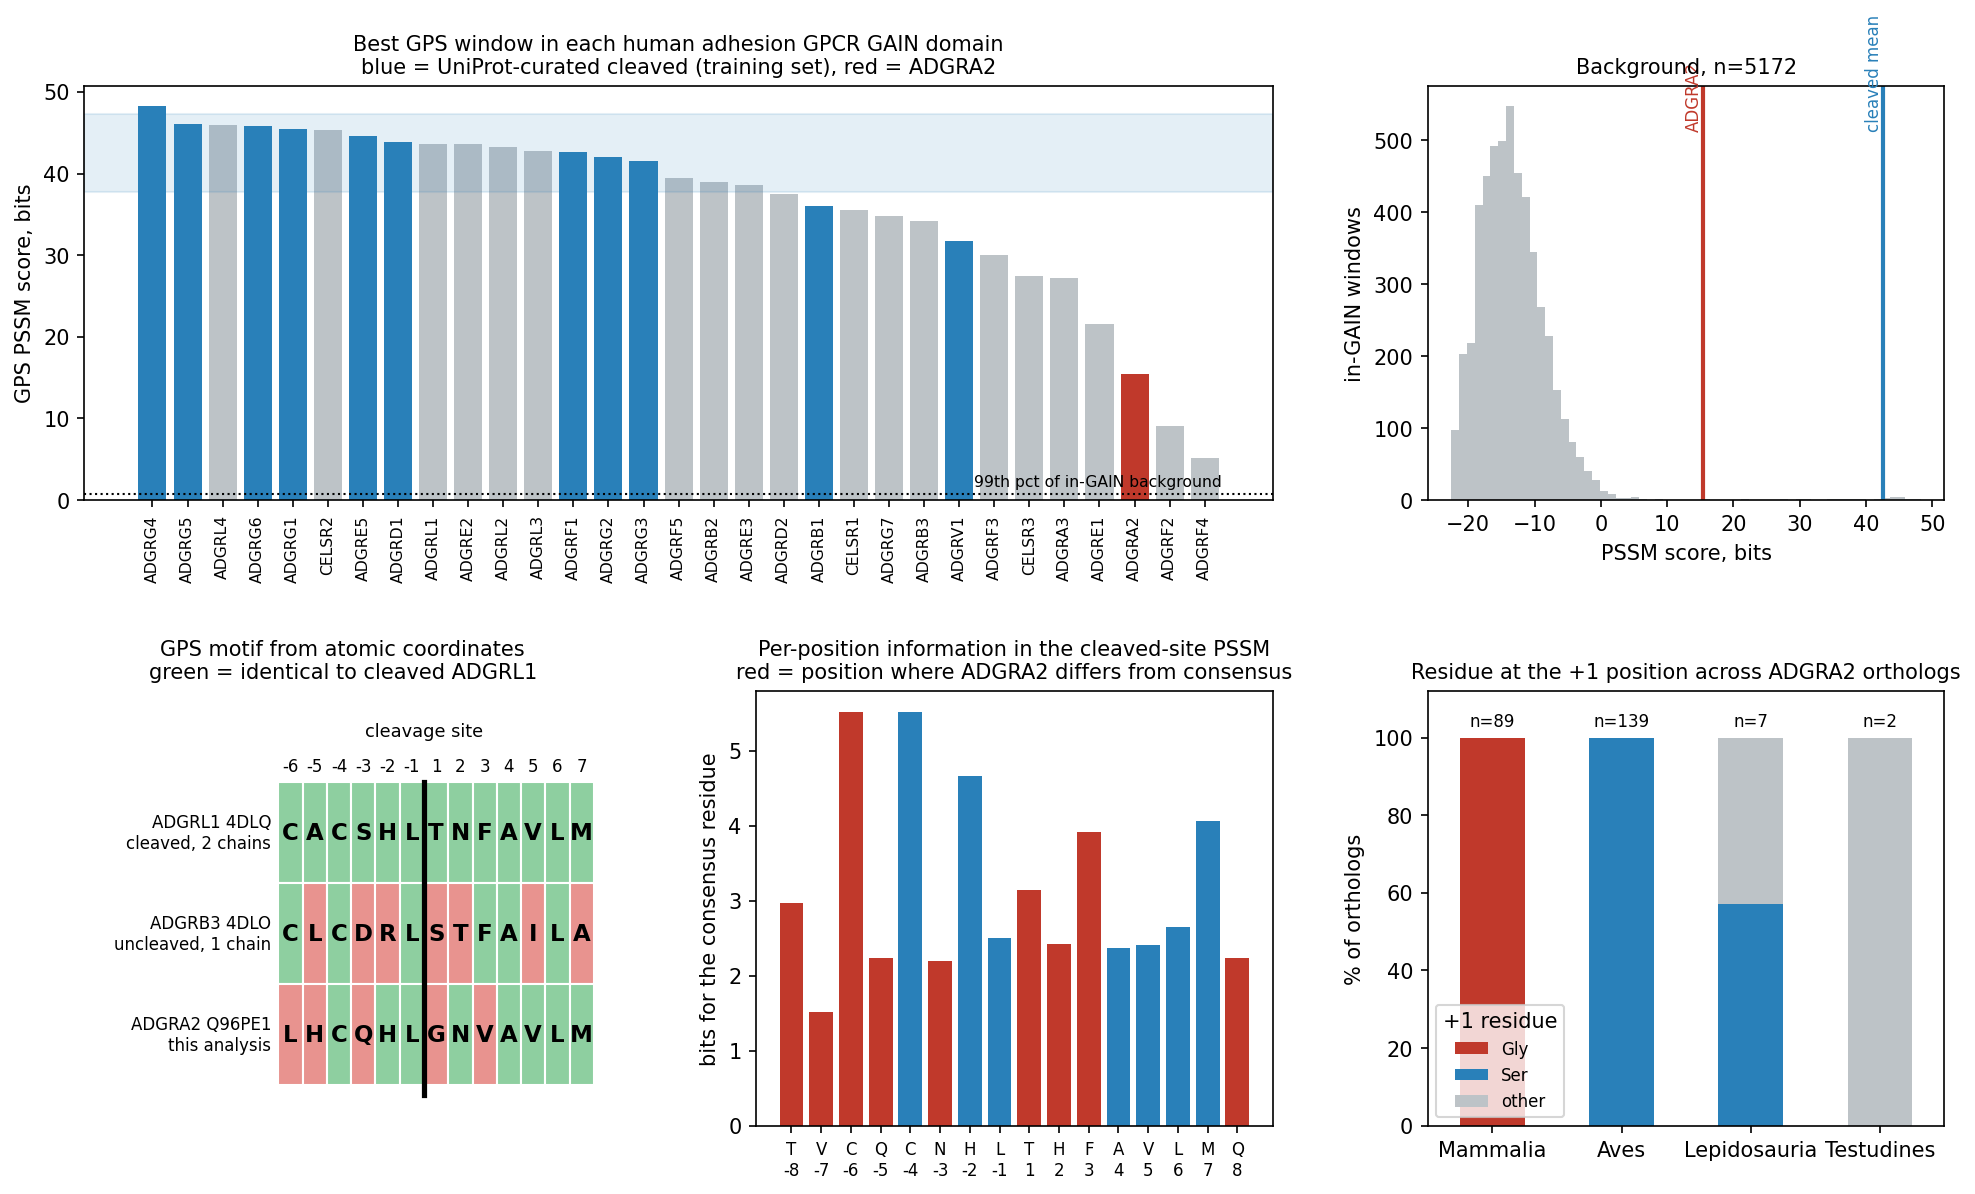 Best GPS window in each human adhesion GPCR GAIN domain
blue = UniProt-curated cleaved (training set), red = ADGRA2
GPS PSSM score, bits
50
40
30
20
10
0
99th pct of in-GAIN background
ADGRG4
ADGRG5
ADGRL4
ADGRG6
ADGRG1
CELSR2
ADGRE5
ADGRD1
ADGRL1
ADGRE2
ADGRL2
ADGRL3
ADGRF1
ADGRG2
ADGRG3
ADGRF5
ADGRB2
ADGRE3
ADGRD2
ADGRB1
CELSR1
ADGRG7
ADGRB3
ADGRV1
ADGRF3
CELSR3
ADGRA3
ADGRE1
ADGRA2
ADGRF2
ADGRF4
Background, n=5172
ADGRA2
cleaved mean
in-GAIN windows
500
400
300
200
100
0
−20 −10 0 10 20 30 40 50
PSSM score, bits
GPS motif from atomic coordinates
green = identical to cleaved ADGRL1
cleavage site
-6 -5 -4 -3 -2 -1 1 2 3 4 5 6 7
ADGRL1 4DLQ
cleaved, 2 chains
C A C S H L T N F A V L M
ADGRB3 4DLO
uncleaved, 1 chain
C L C D R L S T F A I L A
ADGRA2 Q96PE1
this analysis
L H C Q H L G N V A V L M
Per-position information in the cleaved-site PSSM
red = position where ADGRA2 differs from consensus
bits for the consensus residue
5
4
3
2
1
0
T V C Q C N H L T H F A V L M Q
-8 -7 -6 -5 -4 -3 -2 -1 1 2 3 4 5 6 7 8
Residue at the +1 position across ADGRA2 orthologs
% of orthologs
100
80
60
40
20
0
n=89 n=139 n=7 n=2
+1 residue
Gly
Ser
other
Mammalia Aves Lepidosauria Testudines